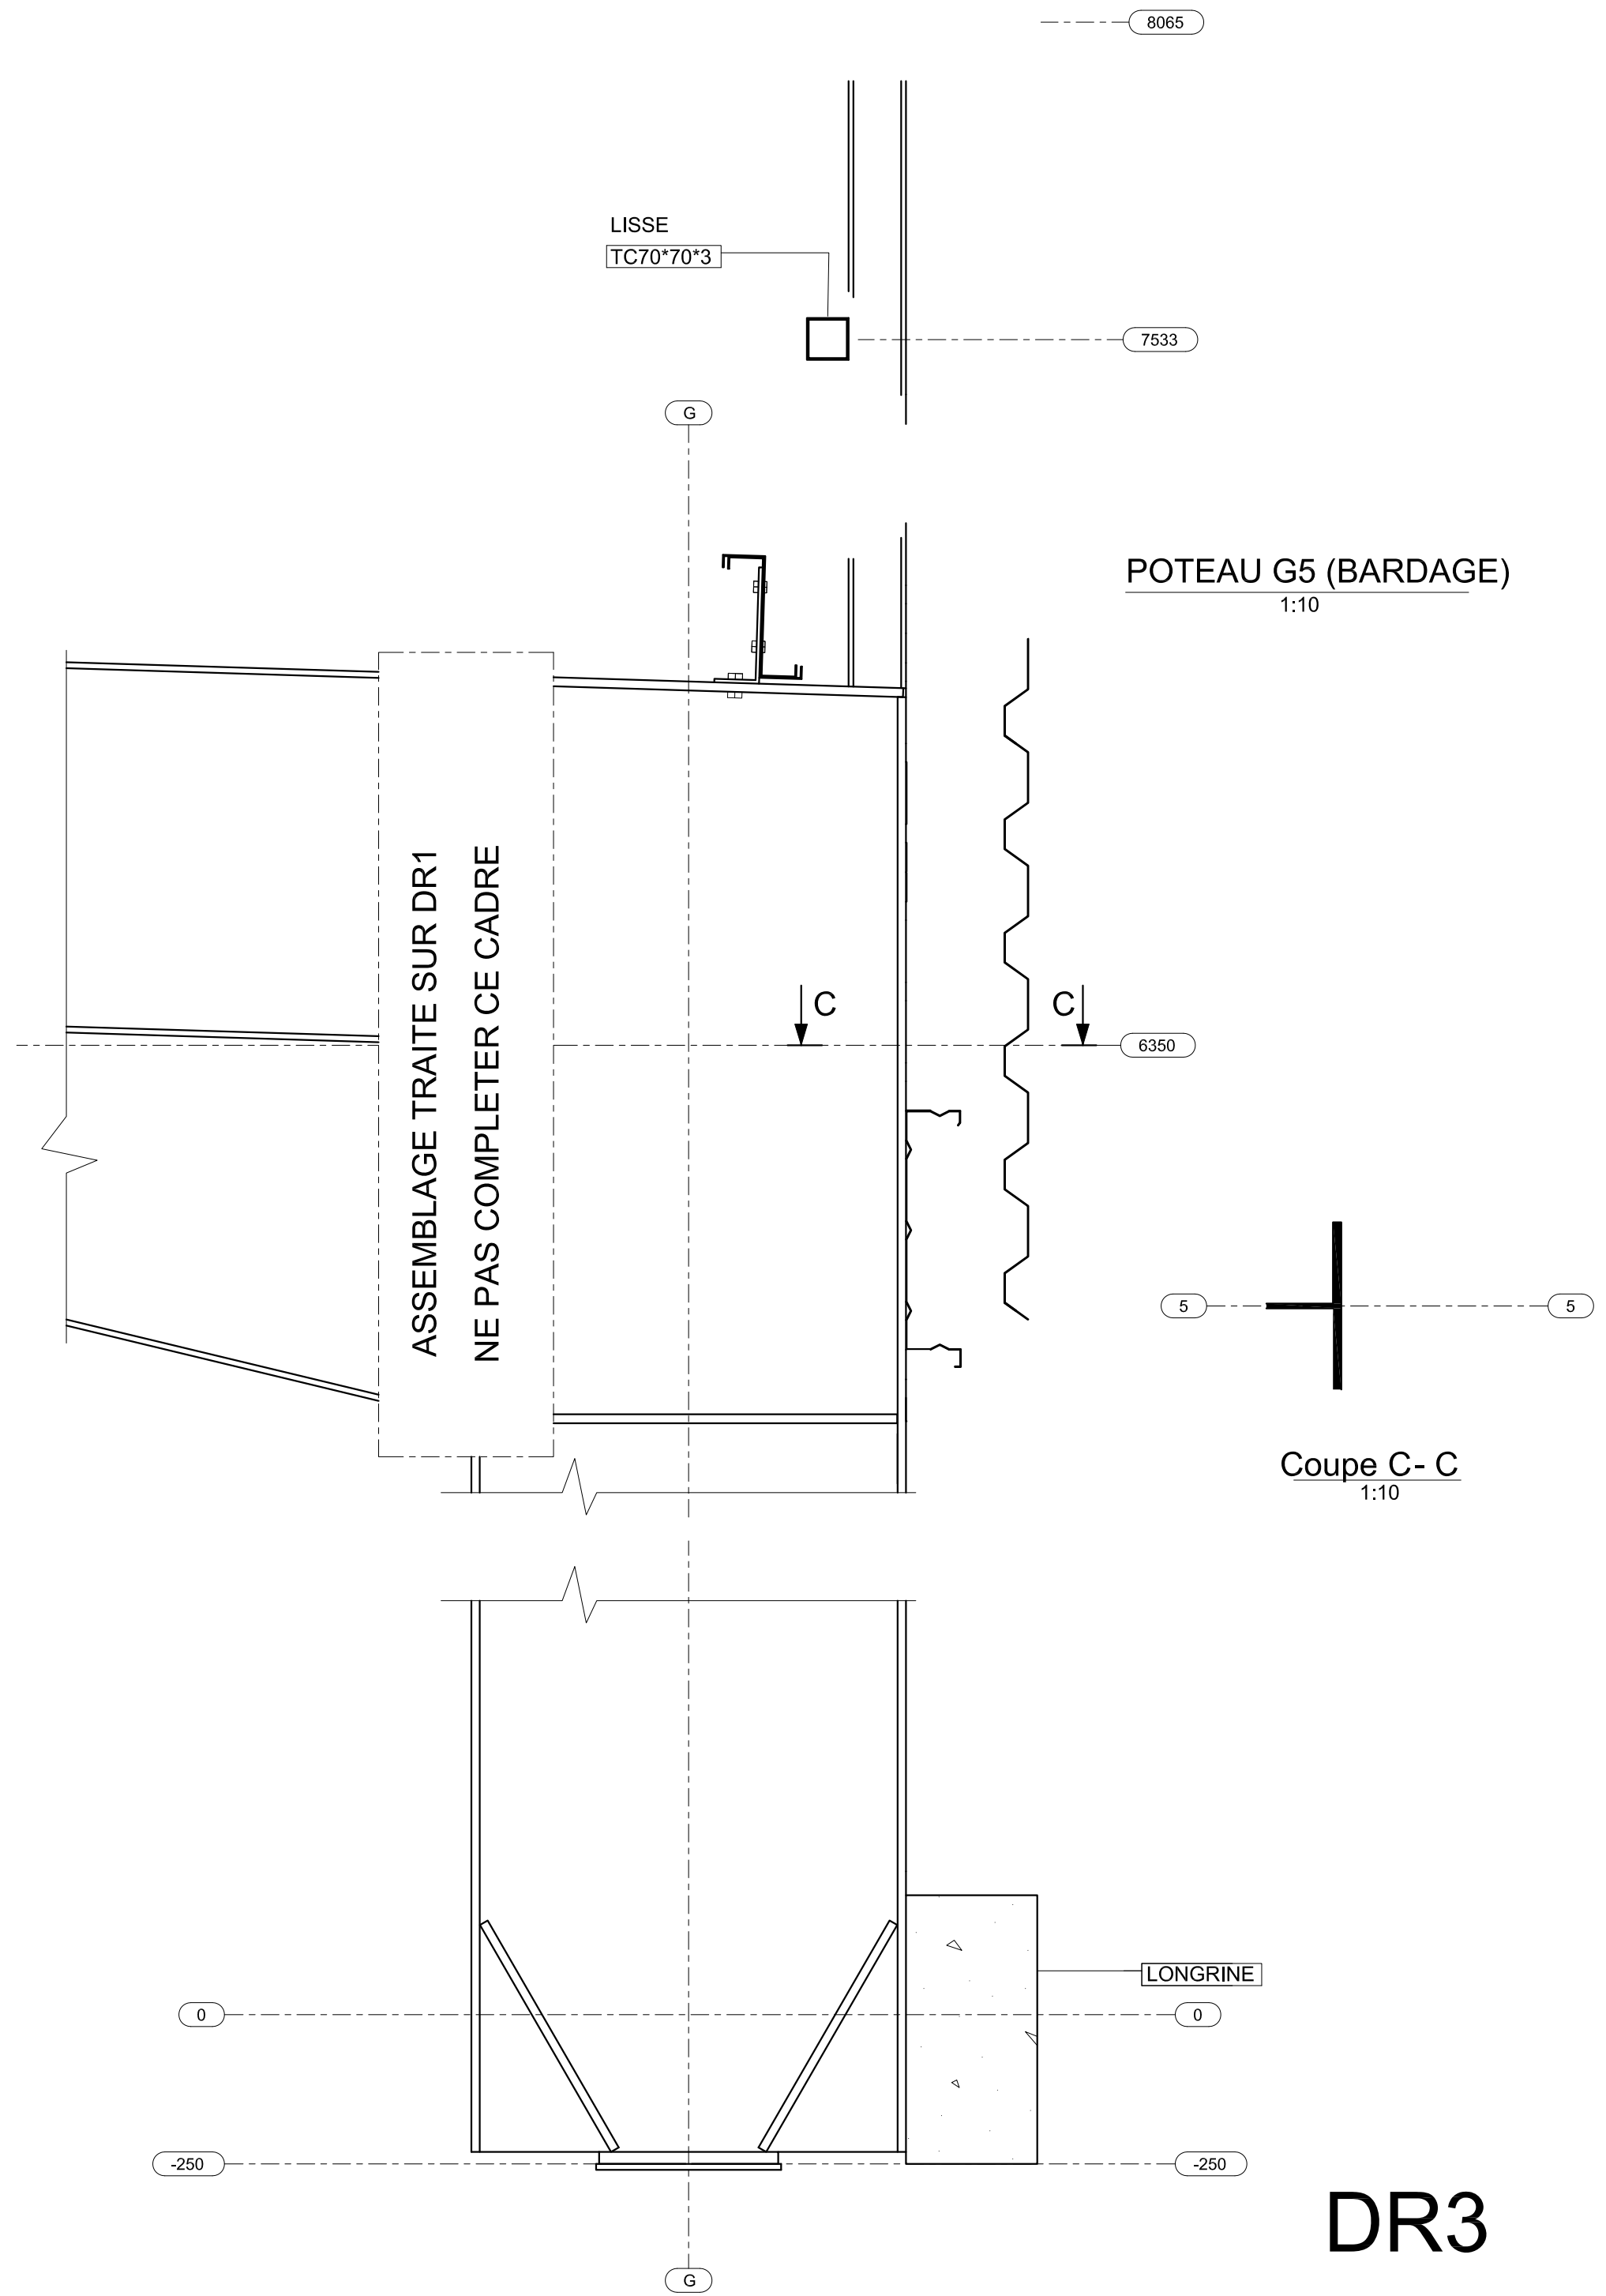 8065
LISSE
TC70*70*3
7533
G
POTEAU G5 (BARDAGE)
1:10
ASSEMBLAGE TRAITE SUR DR1
NE PAS COMPLETER CE CADRE
C
C
6350
5
5
Coupe C- C
1:10
LONGRINE
0
0
-250
-250
DR3
G